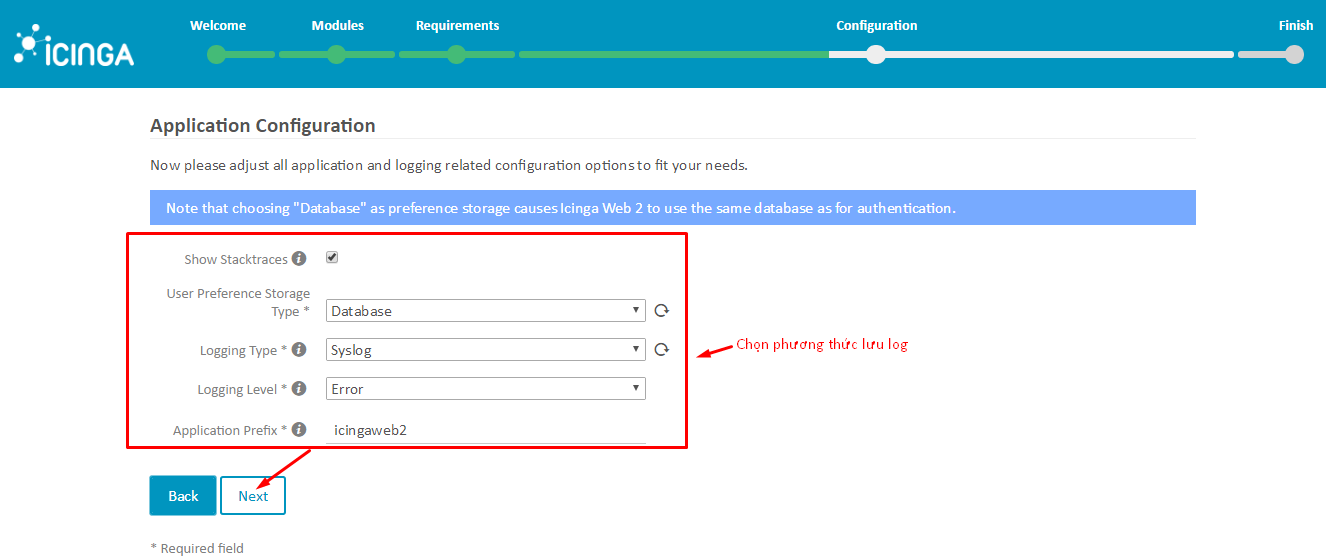 Welcome Modules Requirements Configuration Finish
ICINGA
Application Configuration
Now please adjust all application and logging related configuration options to fit your needs.
Note that choosing "Database" as preference storage causes Icinga Web 2 to use the same database as for authentication.
Show Stacktraces
User Preference Storage
Type * Database
Logging Type * Syslog
Chọn phương thức lưu log
Logging Level * Error
Application Prefix * icingaweb2
Back Next
* Required field